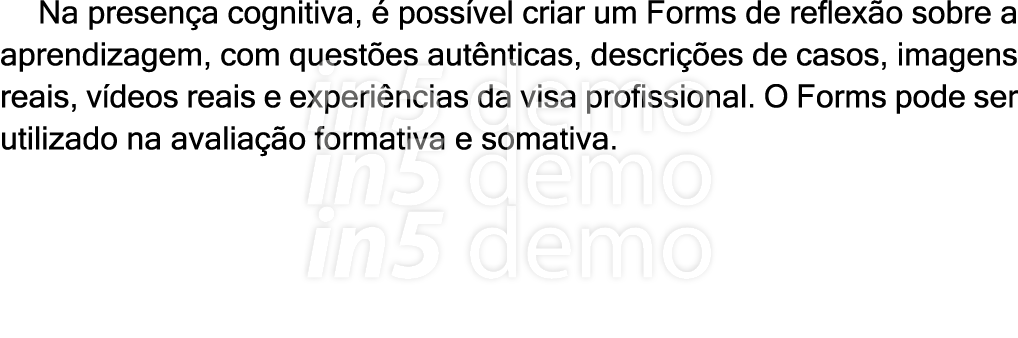 Na presença cognitiva, é possível criar um Forms de reflexão sobre a
aprendizagem, com questões autênticas, descrições de casos, imagens
reais, vídeos reais e experiências da visa profissional. O Forms pode ser
utilizado na avaliação formativa e somativa.
in5 demo
in5 demo
in5 demo